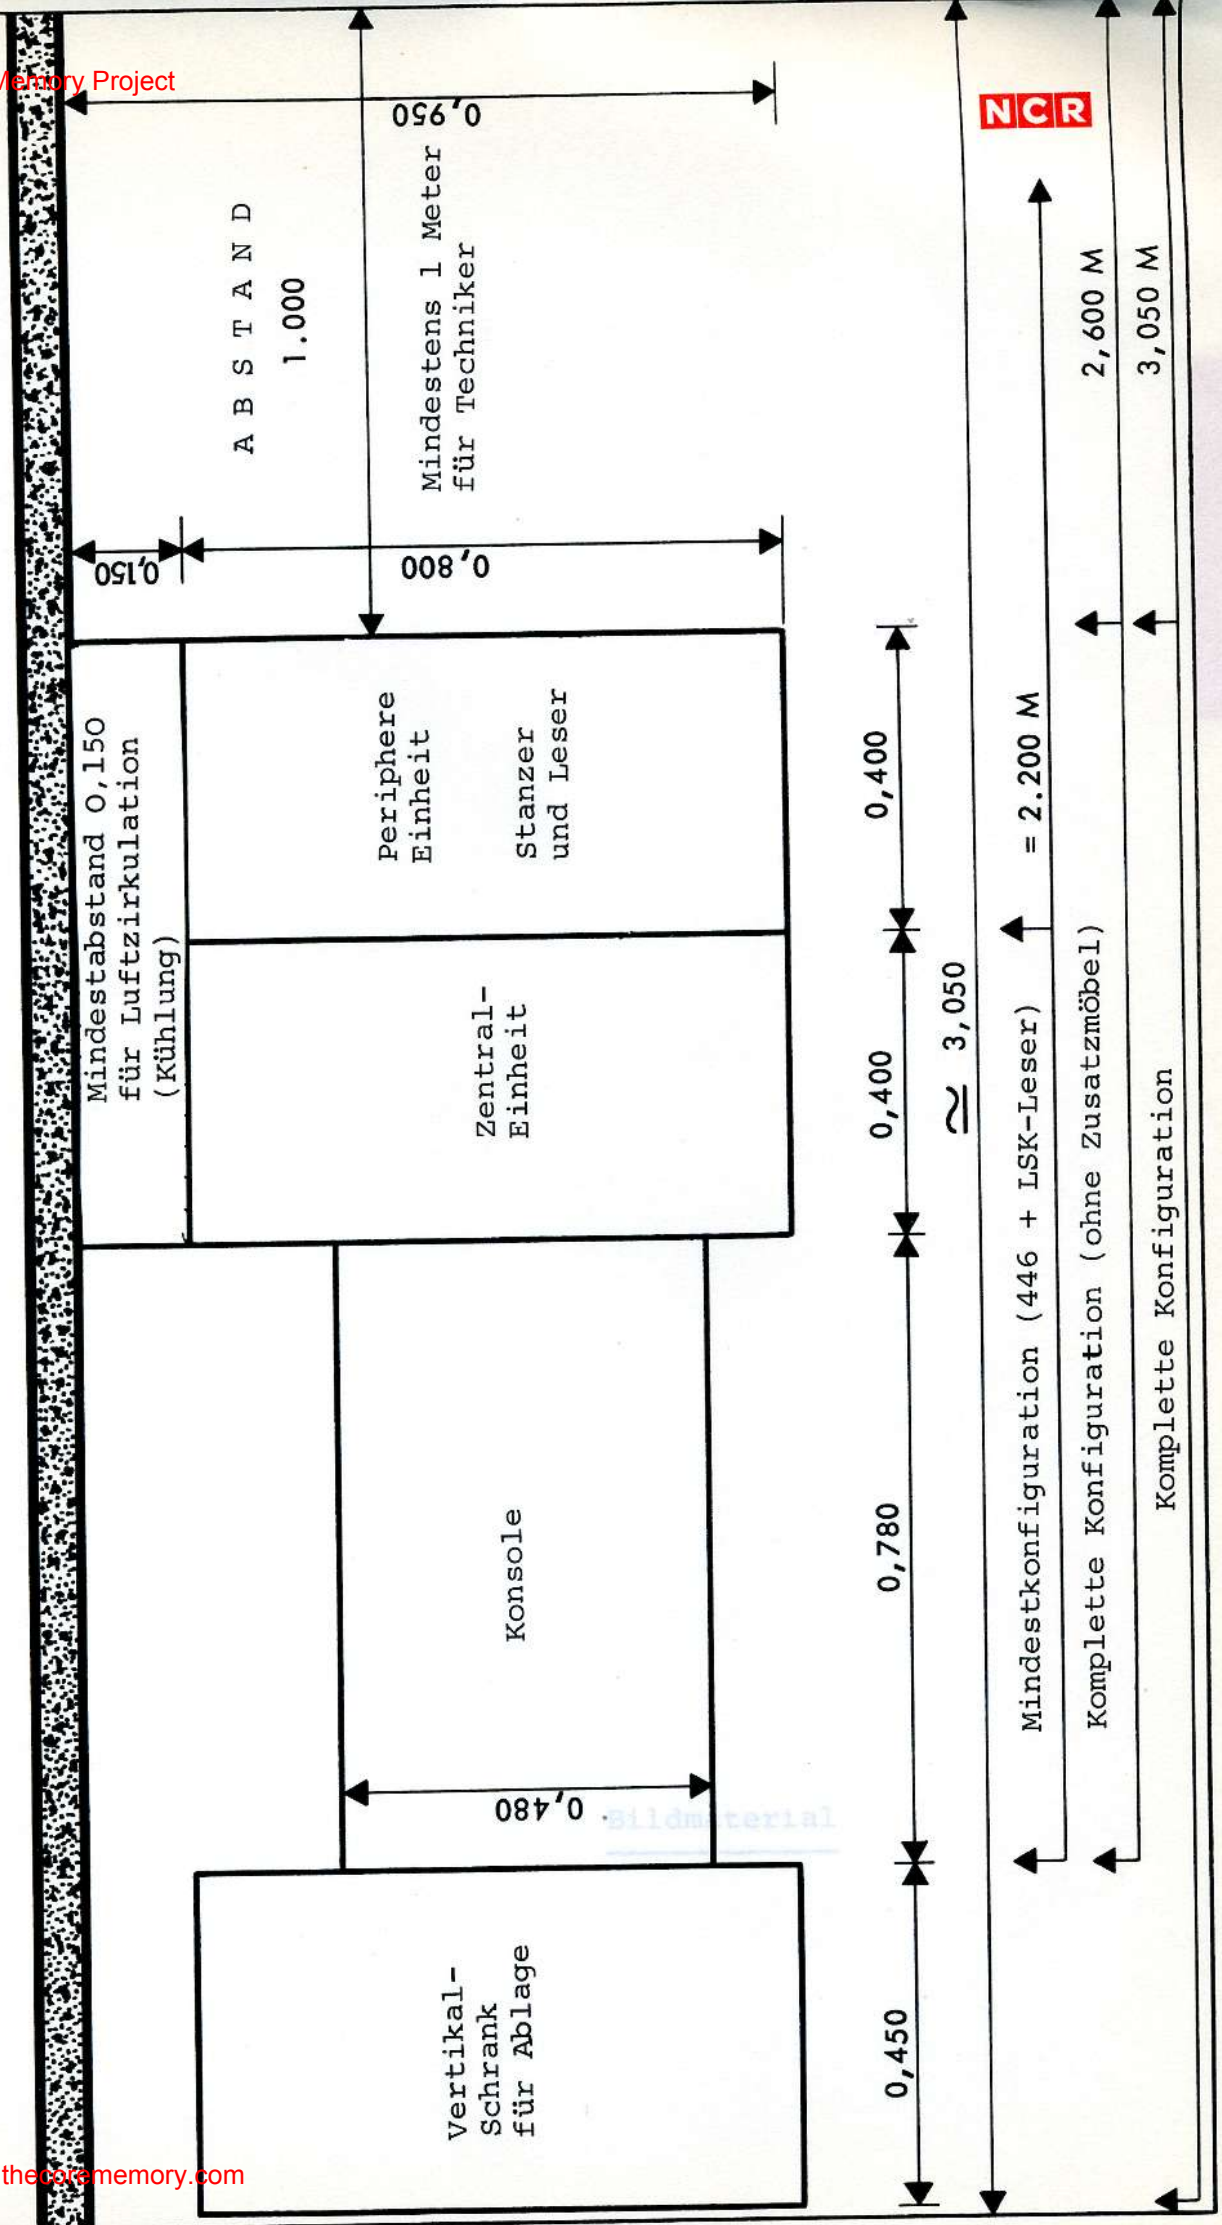 Memory Project
0,950
NCR
A B S T A N D
1.000
Mindestens 1 Meter
für Techniker
0,150
0,800
2,600 M
3,050 M
Mindestabstand 0,150
für Luftzirkulation
(Kühlung)
Periphere
Einheit
Stanzer
und Leser
0,400
= 2.200 M
Zentral-
Einheit
0,400
≃ 3,050
Mindestkonfiguration (446 + LSK-Leser)
Komplette Konfiguration (ohne Zusatzmöbel)
Komplette Konfiguration
Konsole
0,780
0,480
Bildmaterial
Vertikal-
Schrank
für Ablage
0,450
thecorememory.com